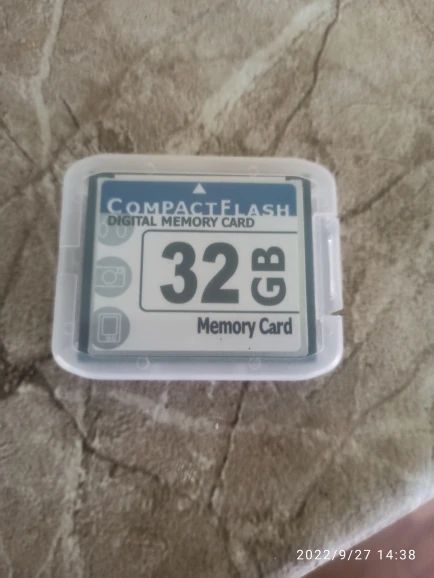 COMPACTFLASH
DIGITAL MEMORY CARD
32 GB
Memory Card
2022/9/27 14:38